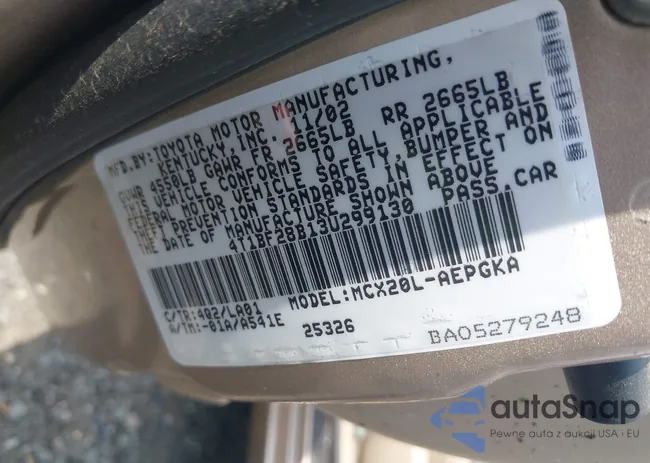 MFD.BY:TOYOTA MOTOR MANUFACTURING,
KENTUCKY, INC. 11/02
GVWR 4550LB GAWR FR 2665LB RR 2665LB
THIS VEHICLE CONFORMS TO ALL APPLICABLE
FEDERAL MOTOR VEHICLE SAFETY, BUMPER AND
THEFT PREVENTION STANDARDS IN EFFECT ON
THE DATE OF MANUFACTURE SHOWN ABOVE
4T1BF28B13U299130 PASS.CAR
C/TR:402/LA01 MODEL:MCX20L-AEPGKA
A/TM:-01A/A541E 25326
BA05279248
autaSnap
Pewne auta z aukcji USA i EU